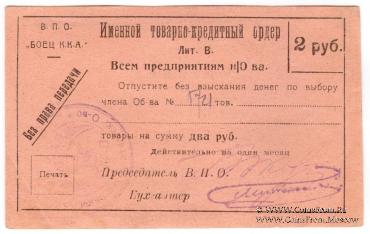 В. П. О.
"БОЕЦ К.К.А."
Именной товарно-кредитный ордер
Лит. В.
2 руб.
Всем предприятиям п|О ва.
Без права передачи
Отпустите без взыскания денег по выбору
члена Об-ва № тов.
товары на сумму два руб.
Действительно на один месяц
Печать
Председатель В. П. О.
Бухгалтер
www.CoinsFrom.Ru